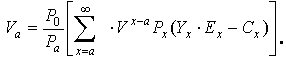 V_a = \frac{P_0}{P_a} \left[ \sum_{x=a}^{\infty} \cdot V^{x-a} P_x (Y_x \cdot E_x - C_x) \right].